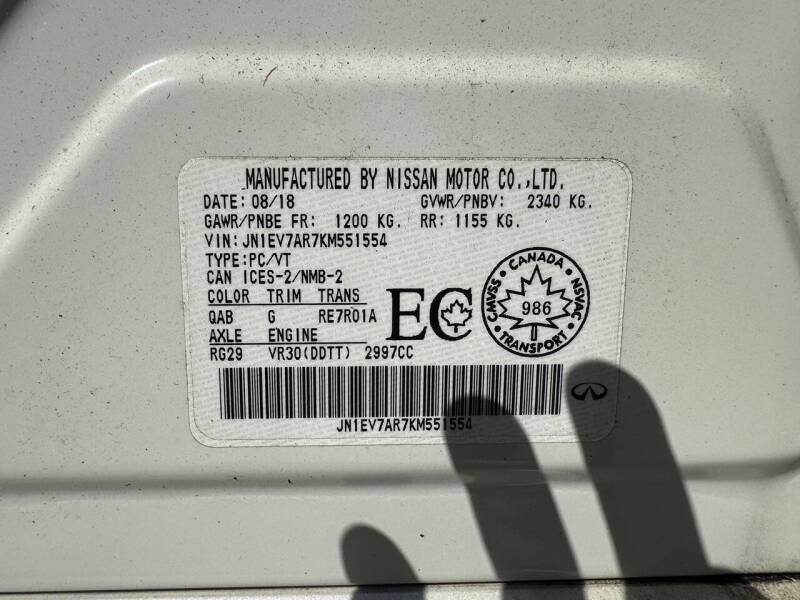 MANUFACTURED BY NISSAN MOTOR CO.,LTD.
DATE: 08/18 GVWR/PNBV: 2340 KG.
GAWR/PNBE FR: 1200 KG. RR: 1155 KG.
VIN: JN1EV7AR7KM551554
TYPE:PC/VT
CAN ICES-2/NMB-2
COLOR TRIM TRANS
QAB G RE7R01A
AXLE ENGINE
RG29 VR30(DDTT) 2997CC
EC
CANADA
CMVSS 986 NSVAC
TRANSPORT
JN1EV7AR7KM551554